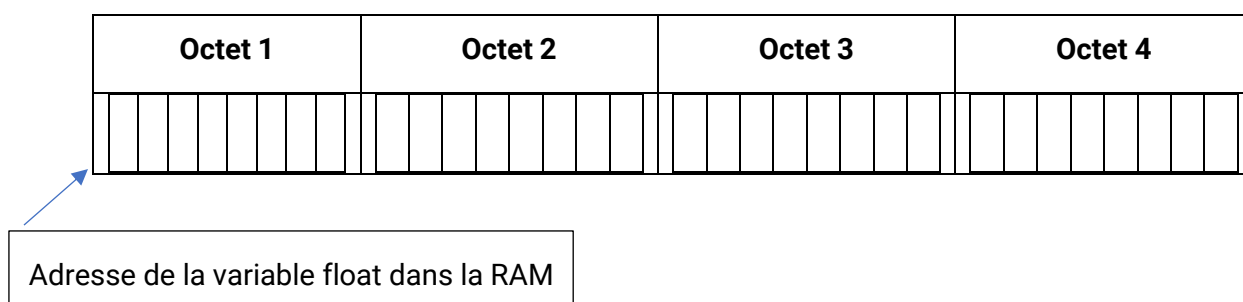 Octet 1 Octet 2 Octet 3 Octet 4
Adresse de la variable float dans la RAM